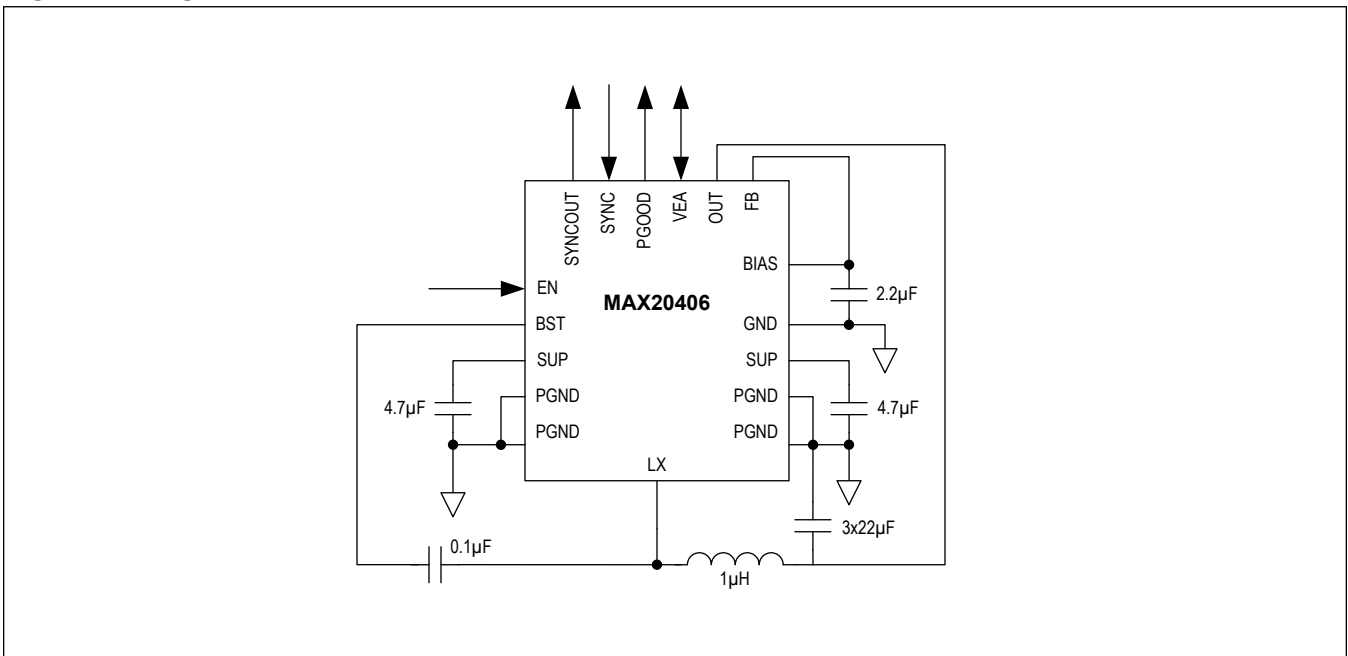 SYNCOUT
SYNC
PGOOD
VEA
OUT
FB
BIAS
2.2µF
EN
MAX20406
BST
GND
SUP
SUP
4.7µF
PGND
PGND
4.7µF
PGND
PGND
LX
3x22µF
0.1µF
1µH